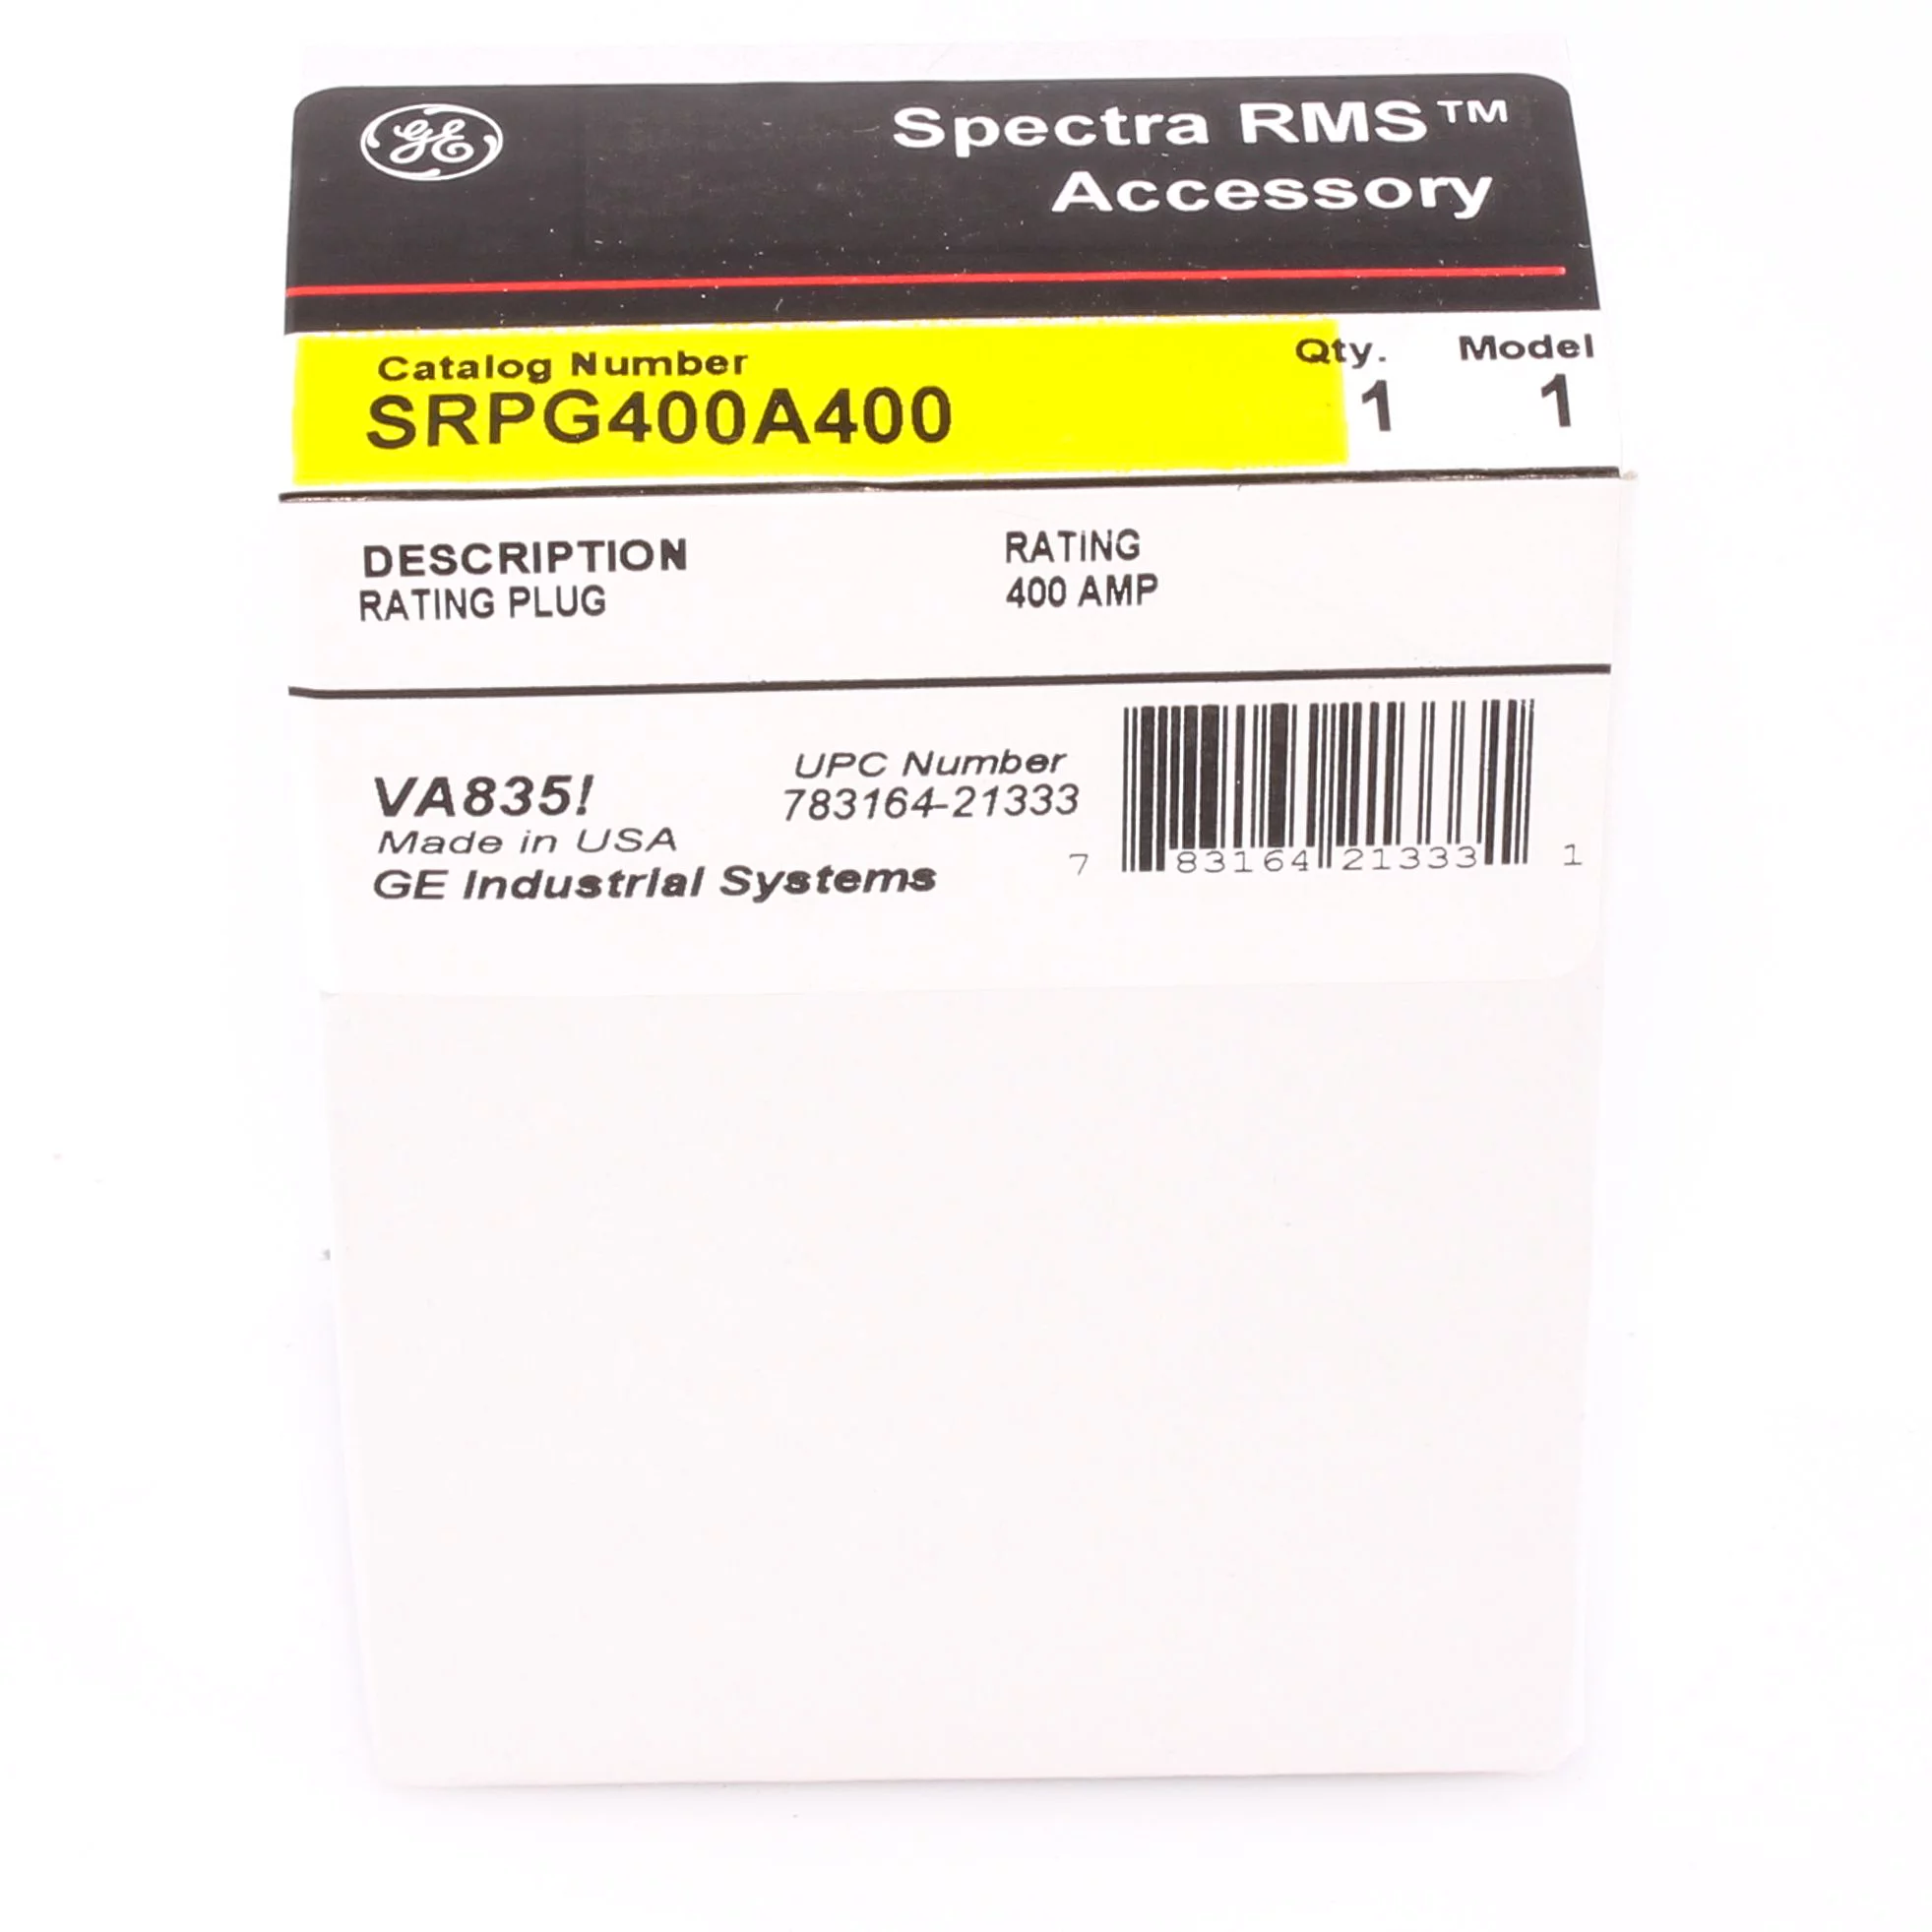 GE
Spectra RMS™
Accessory
Catalog Number
SRPG400A400
Qty.
1
Model
1
DESCRIPTION
RATING PLUG
RATING
400 AMP
VA835!
Made in USA
GE Industrial Systems
UPC Number
783164-21333
7 83164 21333 1